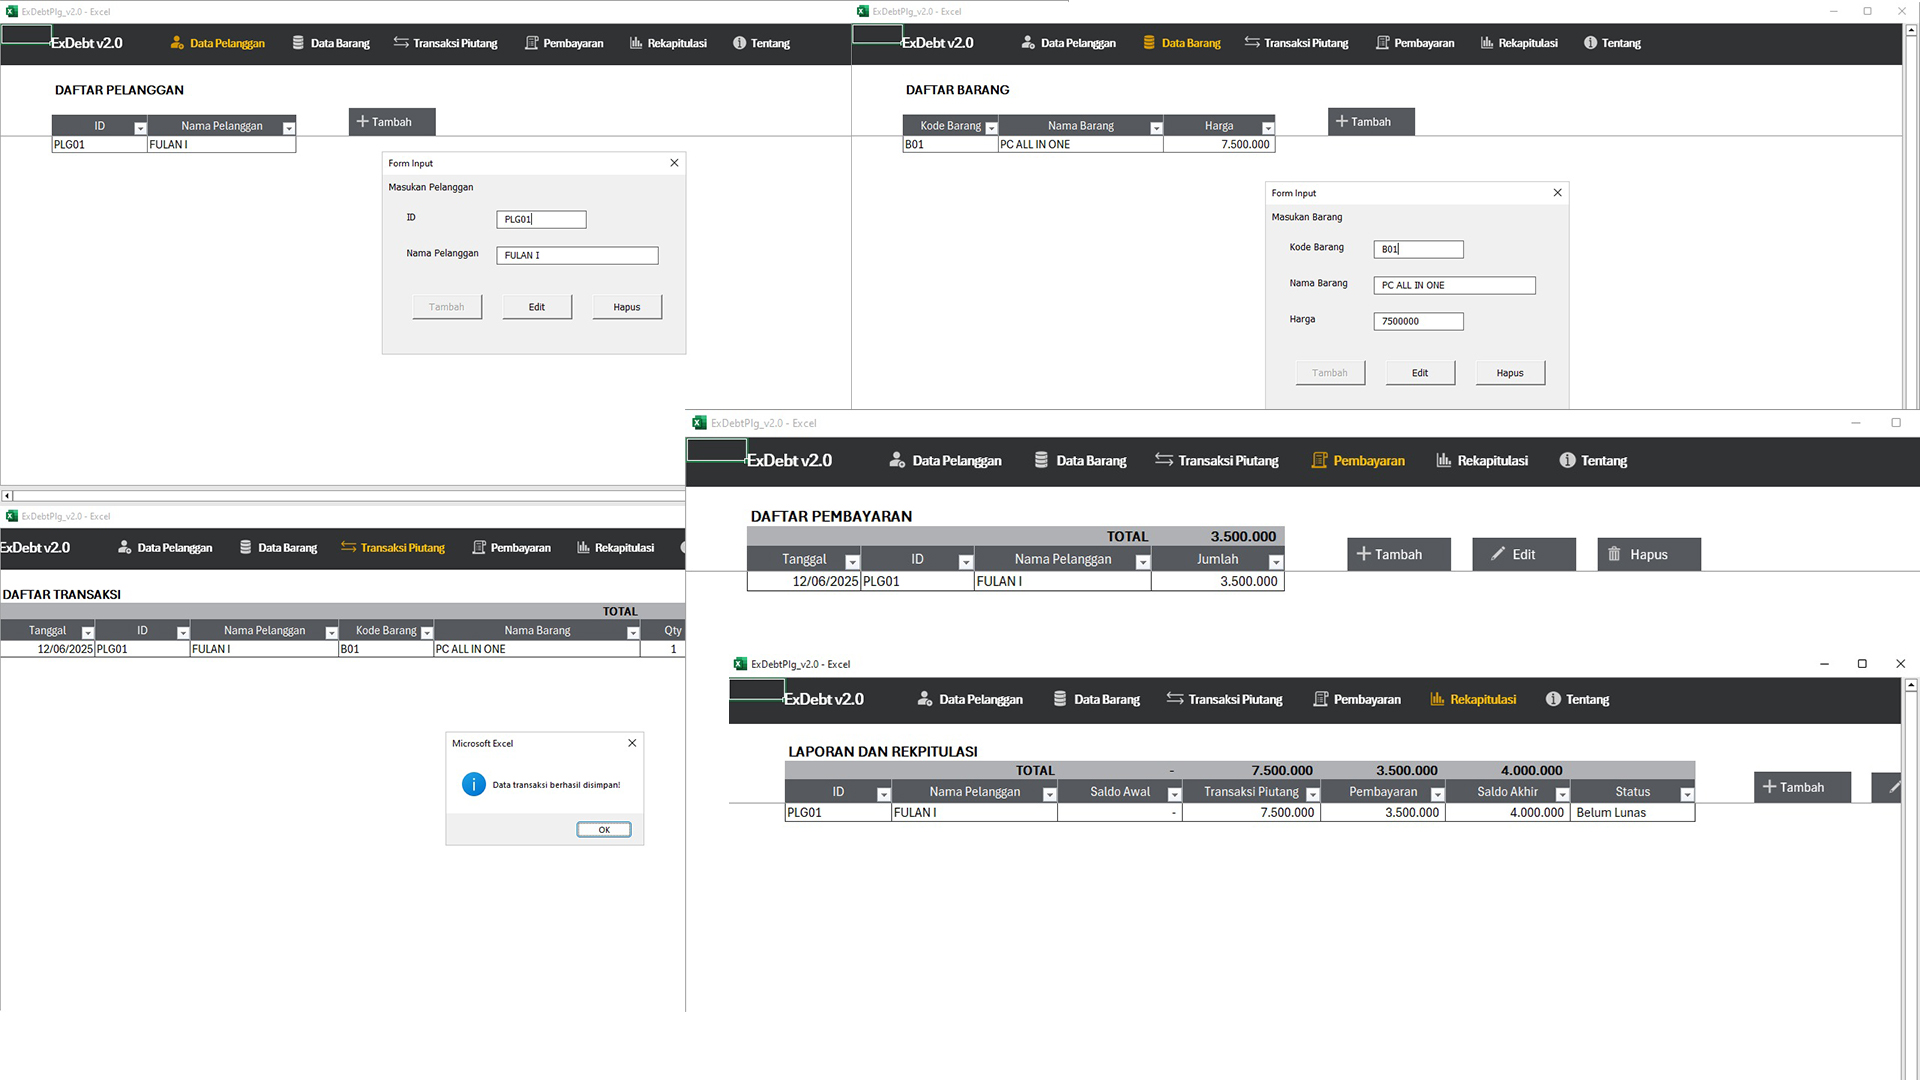 ExDebtPlg_v2.0 - Excel
ExDebt v2.0 Data Pelanggan Data Barang Transaksi Piutang Pembayaran Rekapitulasi Tentang
DAFTAR PELANGGAN
Tambah
ID Nama Pelanggan
PLG01 FULAN I
Form Input
Masukan Pelanggan
ID PLG01
Nama Pelanggan FULAN I
Tambah Edit Hapus
ExDebtPlg_v2.0 - Excel
ExDebt v2.0 Data Pelanggan Data Barang Transaksi Piutang Pembayaran Rekapitulasi Tentang
DAFTAR BARANG
Tambah
Kode Barang Nama Barang Harga
B01 PC ALL IN ONE 7.500.000
Form Input
Masukan Barang
Kode Barang B01
Nama Barang PC ALL IN ONE
Harga 7500000
Tambah Edit Hapus
ExDebtPlg_v2.0 - Excel
ExDebt v2.0 Data Pelanggan Data Barang Transaksi Piutang Pembayaran Rekapitulasi
DAFTAR TRANSAKSI
TOTAL
Tanggal ID Nama Pelanggan Kode Barang Nama Barang Qty
12/06/2025 PLG01 FULAN I B01 PC ALL IN ONE 1
Microsoft Excel
Data transaksi berhasil disimpan!
OK
ExDebtPlg_v2.0 - Excel
ExDebt v2.0 Data Pelanggan Data Barang Transaksi Piutang Pembayaran Rekapitulasi Tentang
DAFTAR PEMBAYARAN
TOTAL 3.500.000
Tanggal ID Nama Pelanggan Jumlah
Tambah Edit Hapus
12/06/2025 PLG01 FULAN I 3.500.000
ExDebtPlg_v2.0 - Excel
ExDebt v2.0 Data Pelanggan Data Barang Transaksi Piutang Pembayaran Rekapitulasi Tentang
LAPORAN DAN REKPITULASI
TOTAL - 7.500.000 3.500.000 4.000.000
Tambah
ID Nama Pelanggan Saldo Awal Transaksi Piutang Pembayaran Saldo Akhir Status
PLG01 FULAN I - 7.500.000 3.500.000 4.000.000 Belum Lunas